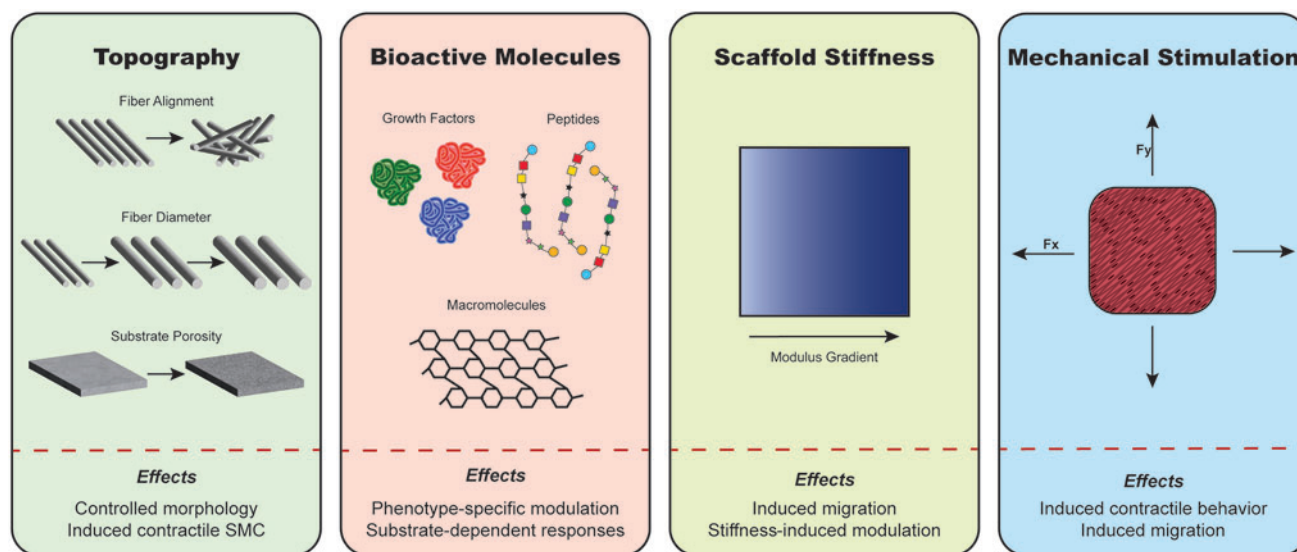 Topography
Fiber Alignment
Fiber Diameter
Substrate Porosity
Effects
Controlled morphology
Induced contractile SMC
Bioactive Molecules
Growth Factors
Peptides
Macromolecules
Effects
Phenotype-specific modulation
Substrate-dependent responses
Scaffold Stiffness
Modulus Gradient
Effects
Induced migration
Stiffness-induced modulation
Mechanical Stimulation
Fy
Fx
Effects
Induced contractile behavior
Induced migration